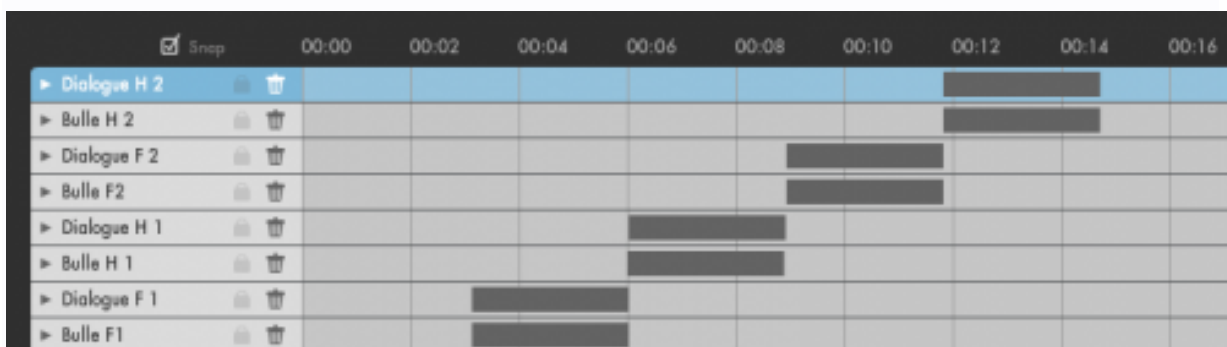 Snap 00:00 00:02 00:04 00:06 00:08 00:10 00:12 00:14 00:16
Dialogue H 2
Bulle H 2
Dialogue F 2
Bulle F2
Dialogue H 1
Bulle H 1
Dialogue F 1
Bulle F1